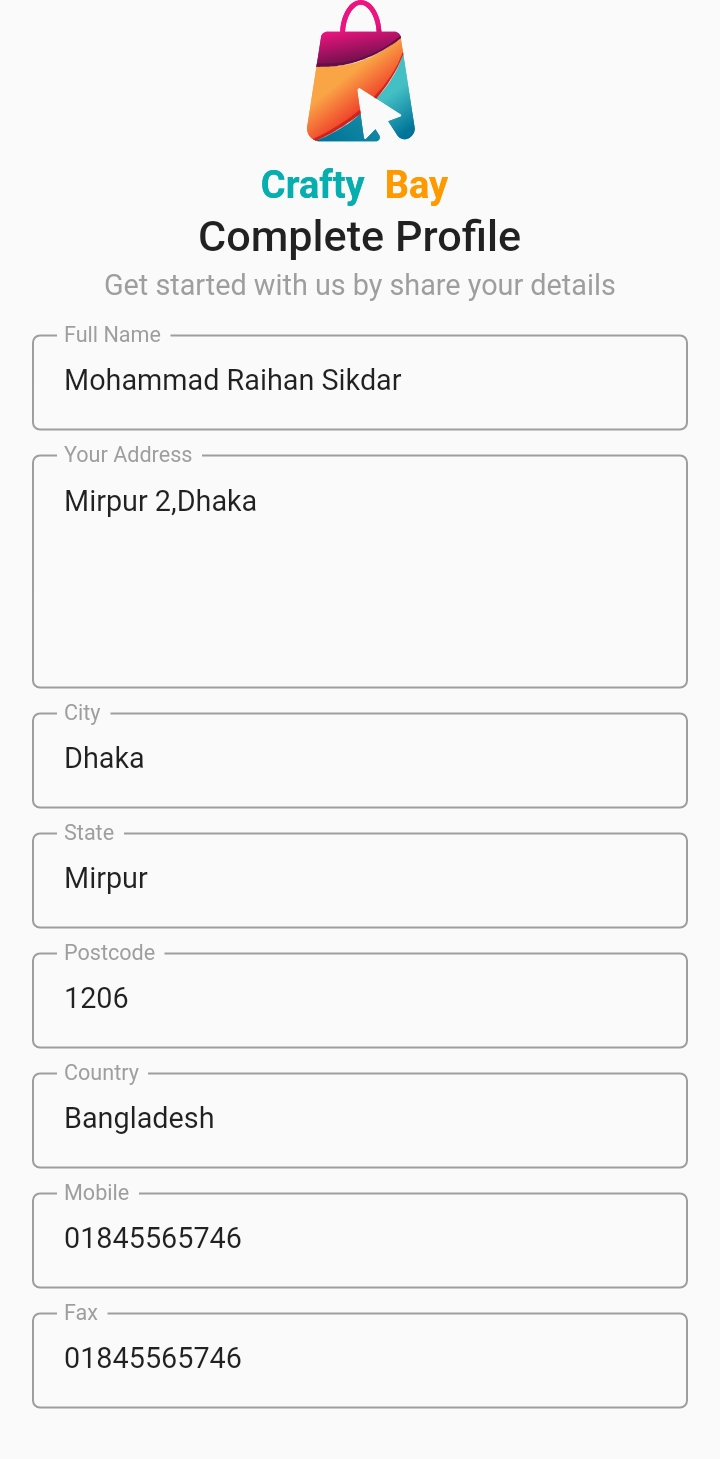 Crafty Bay
Complete Profile
Get started with us by share your details
Full Name
Mohammad Raihan Sikdar
Your Address
Mirpur 2,Dhaka
City
Dhaka
State
Mirpur
Postcode
1206
Country
Bangladesh
Mobile
01845565746
Fax
01845565746